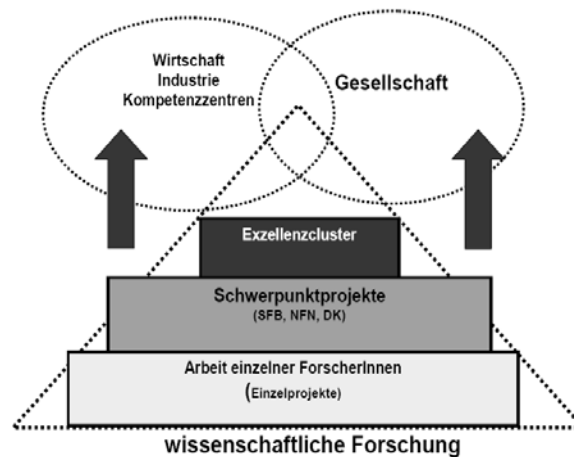 Wirtschaft
Industrie
Kompetenzzentren
Gesellschaft
Exzellenzcluster
Schwerpunktprojekte
(SFB, NFN, DK)
Arbeit einzelner ForscherInnen
(Einzelprojekte)
wissenschaftliche Forschung